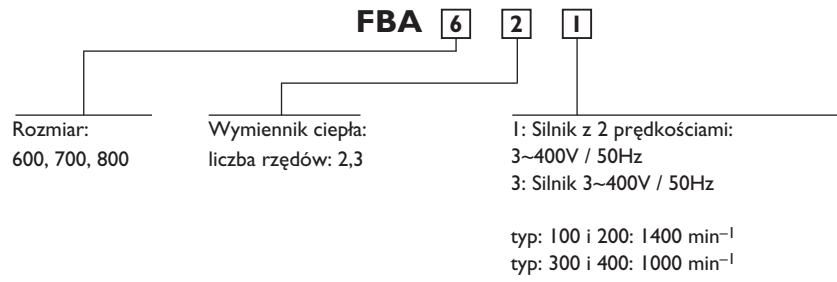 FBA 6 2 1
Rozmiar:
600, 700, 800
Wymiennik ciepła:
liczba rzędów: 2,3
1: Silnik z 2 prędkościami:
3~400V / 50Hz
3: Silnik 3~400V / 50Hz
typ: 100 i 200: 1400 min⁻¹
typ: 300 i 400: 1000 min⁻¹